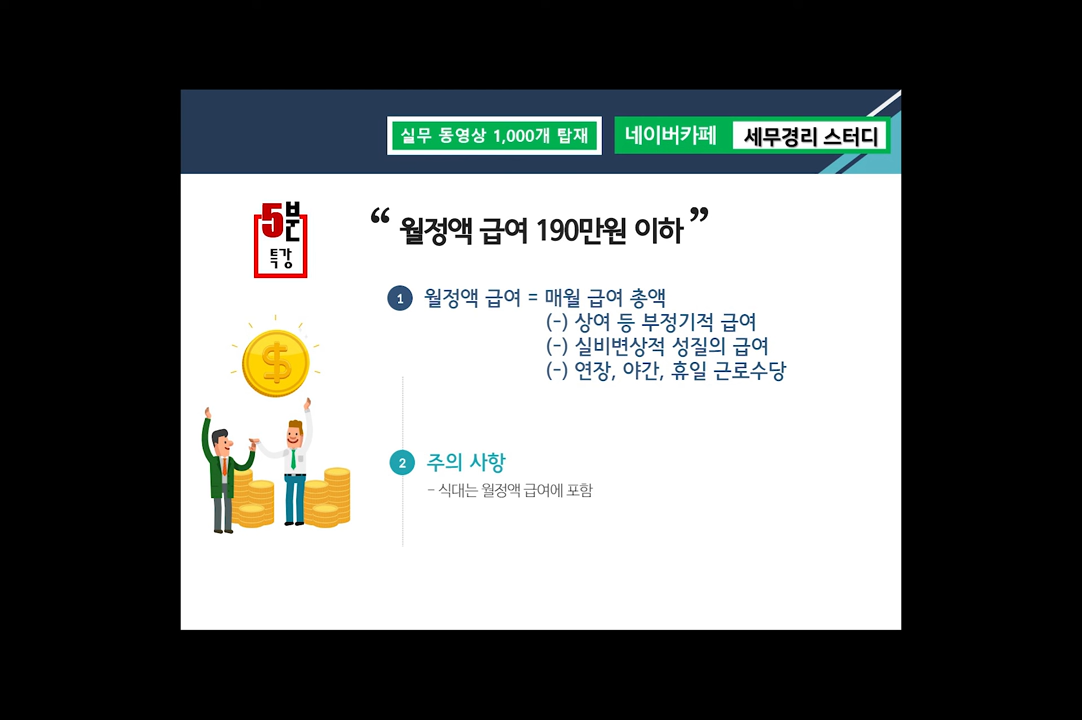 실무 동영상 1,000개 탑재
네이버카페 세무경리 스터디
5분
특강
“월정액 급여 190만원 이하”
1 월정액 급여 = 매월 급여 총액
(-) 상여 등 부정기적 급여
(-) 실비변상적 성질의 급여
(-) 연장, 야간, 휴일 근로수당
2 주의 사항
- 식대는 월정액 급여에 포함